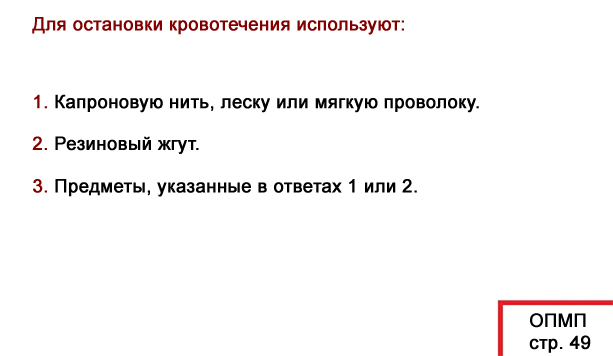 Для остановки кровотечения используют:
1. Капроновую нить, леску или мягкую проволоку.
2. Резиновый жгут.
3. Предметы, указанные в ответах 1 или 2.
ОПМП
стр. 49